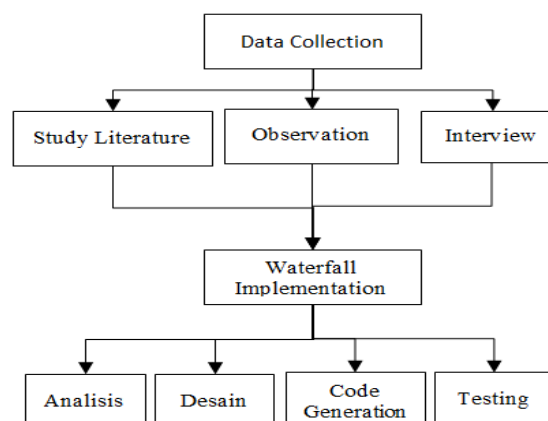 Data Collection
Study Literature
Observation
Interview
Waterfall
Implementation
Analisis
Desain
Code
Generation
Testing